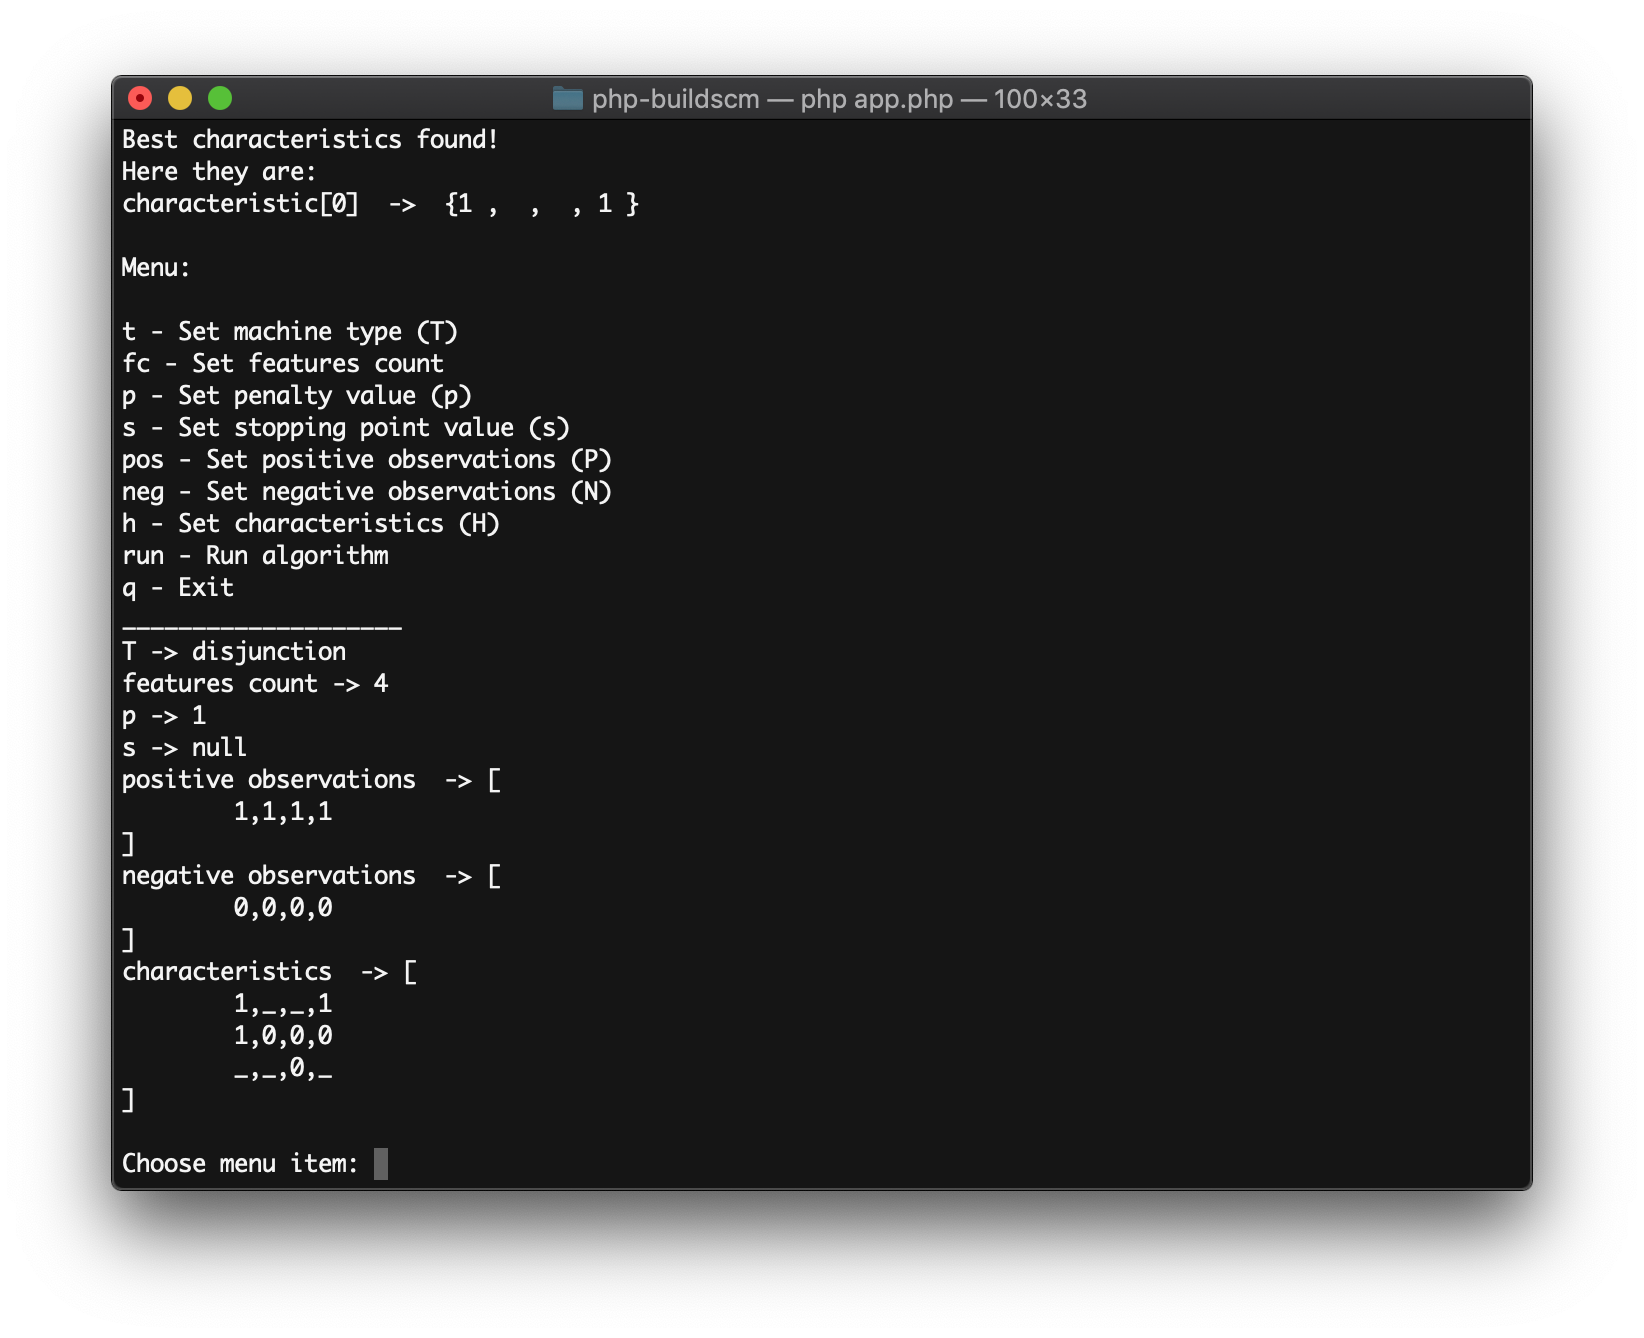 php-buildscm — php app.php — 100×33
Best characteristics found!
Here they are:
characteristic[0]  ->  {1 ,  ,  , 1 }
Menu:
t - Set machine type (T)
fc - Set features count
p - Set penalty value (p)
s - Set stopping point value (s)
pos - Set positive observations (P)
neg - Set negative observations (N)
h - Set characteristics (H)
run - Run algorithm
q - Exit
____________________
T -> disjunction
features count -> 4
p -> 1
s -> null
positive observations  -> [
        1,1,1,1
]
negative observations  -> [
        0,0,0,0
]
characteristics  -> [
        1,_,_,1
        1,0,0,0
        _,_,0,_
]
Choose menu item: